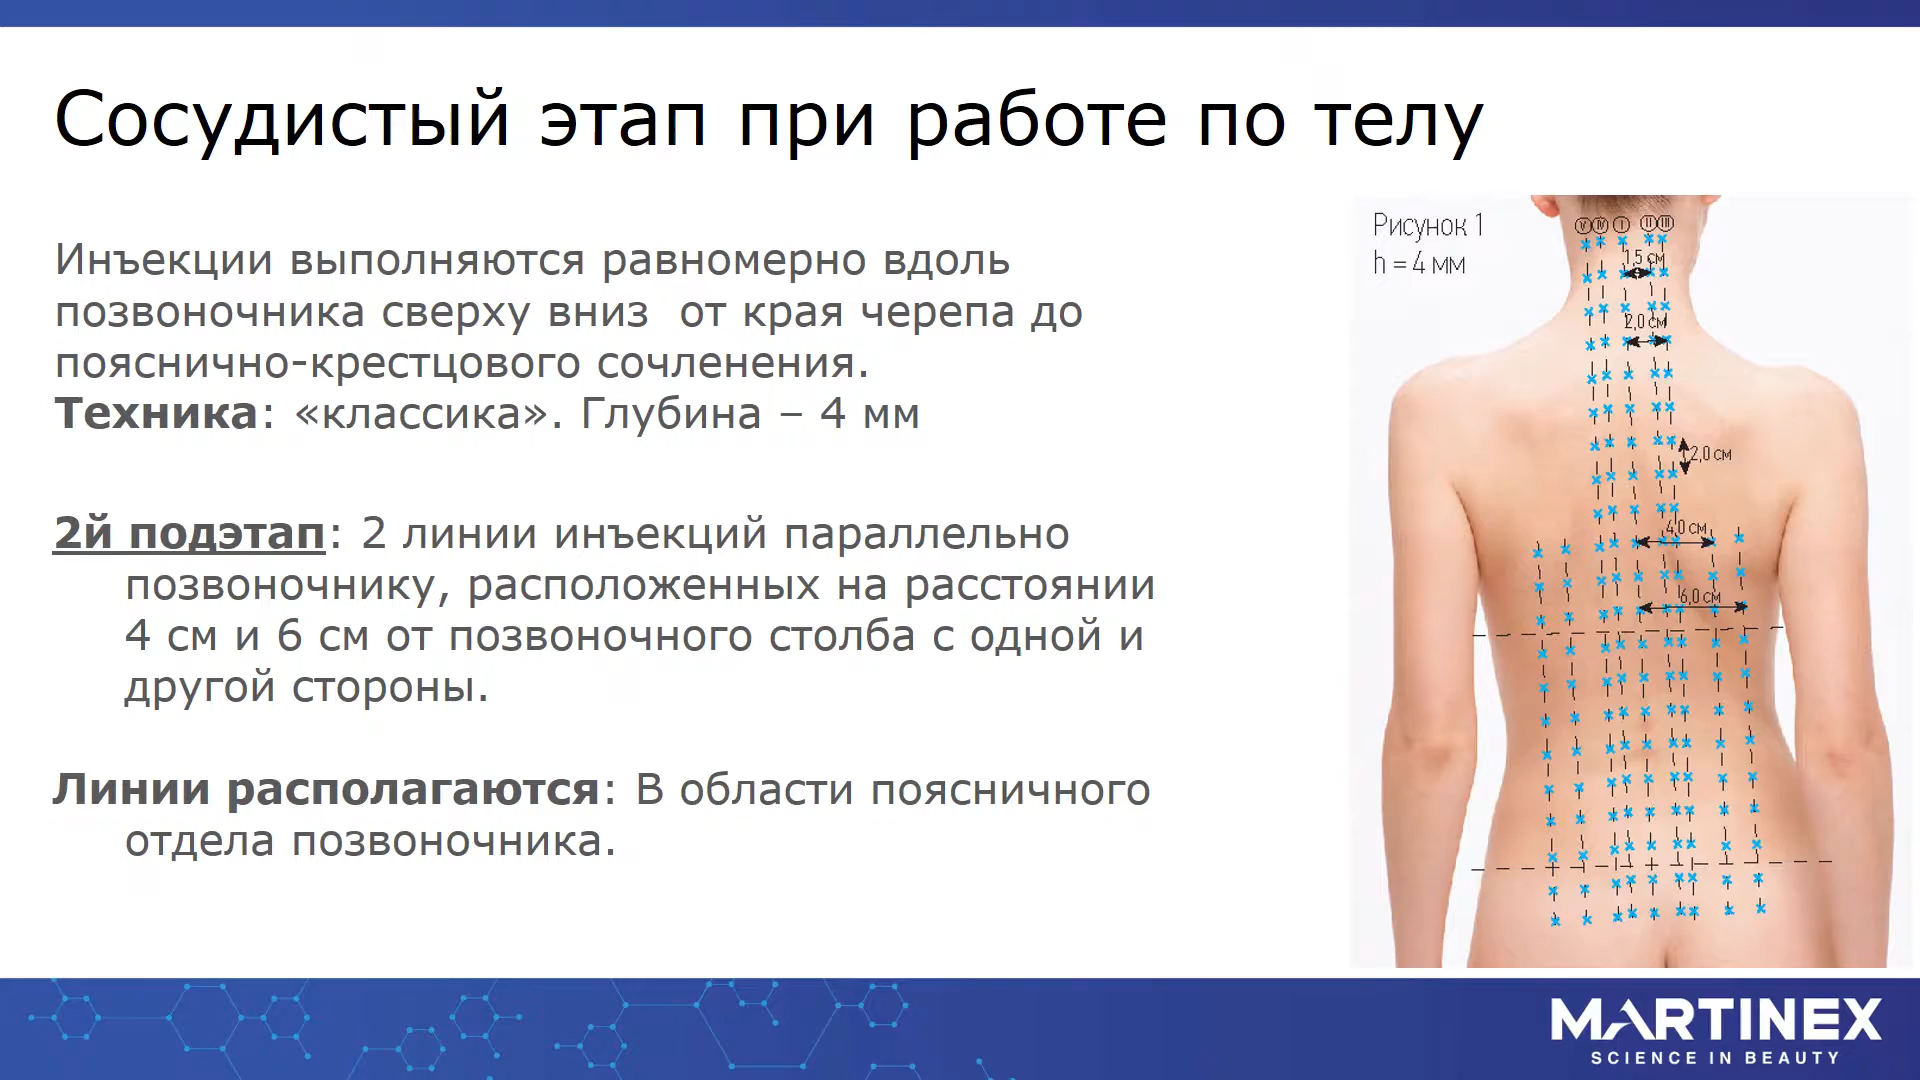 Сосудистый этап при работе по телу
Инъекции выполняются равномерно вдоль
позвоночника сверху вниз  от края черепа до
пояснично-крестцового сочленения.
Техника: «классика». Глубина – 4 мм
2й подэтап: 2 линии инъекций параллельно
позвоночнику, расположенных на расстоянии
4 см и 6 см от позвоночного столба с одной и
другой стороны.
Линии располагаются: В области поясничного
отдела позвоночника.
Рисунок 1
h = 4 мм
V IV I II III
1,5 см
2,0 см
2,0 см
4,0 см
6,0 см
MARTINEX
SCIENCE IN BEAUTY